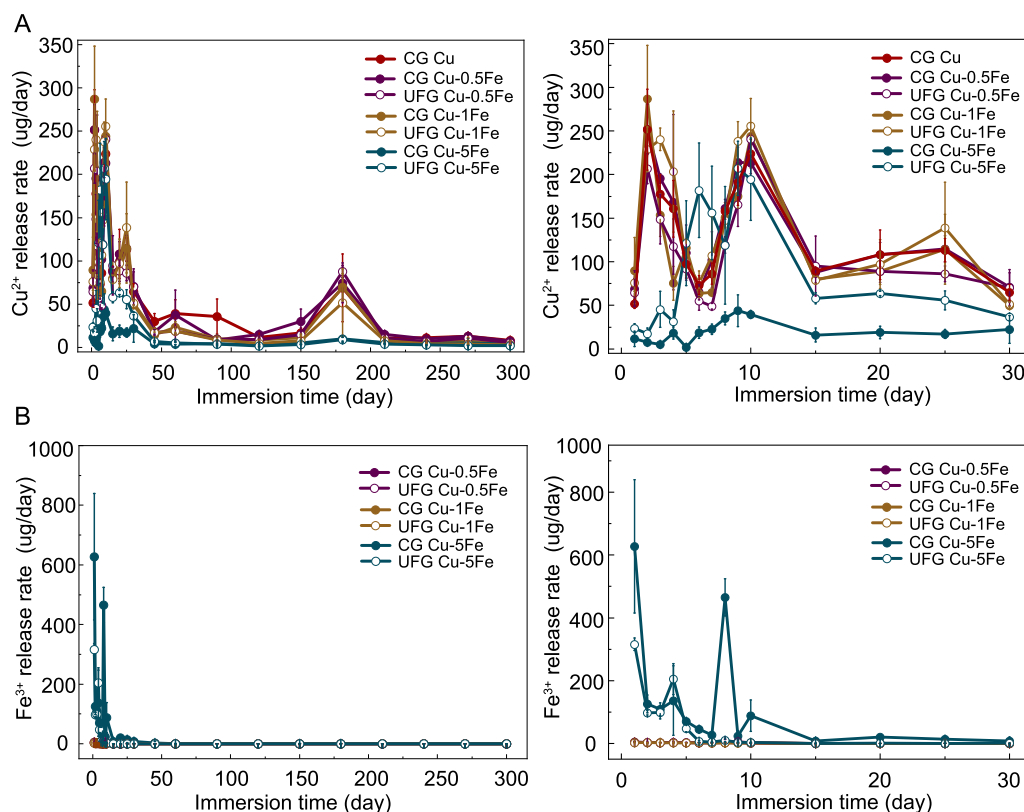 A
Cu²⁺ release rate (ug/day)
350
300
250
200
150
100
50
0
CG Cu
CG Cu-0.5Fe
UFG Cu-0.5Fe
CG Cu-1Fe
UFG Cu-1Fe
CG Cu-5Fe
UFG Cu-5Fe
0 50 100 150 200 250 300
Immersion time (day)
Cu²⁺ release rate (ug/day)
350
300
250
200
150
100
50
0
CG Cu
CG Cu-0.5Fe
UFG Cu-0.5Fe
CG Cu-1Fe
UFG Cu-1Fe
CG Cu-5Fe
UFG Cu-5Fe
0 10 20 30
Immersion time (day)
B
Fe³⁺ release rate (ug/day)
1000
800
600
400
200
0
CG Cu-0.5Fe
UFG Cu-0.5Fe
CG Cu-1Fe
UFG Cu-1Fe
CG Cu-5Fe
UFG Cu-5Fe
0 50 100 150 200 250 300
Immersion time (day)
Fe³⁺ release rate (ug/day)
1000
800
600
400
200
0
CG Cu-0.5Fe
UFG Cu-0.5Fe
CG Cu-1Fe
UFG Cu-1Fe
CG Cu-5Fe
UFG Cu-5Fe
0 10 20 30
Immersion time (day)